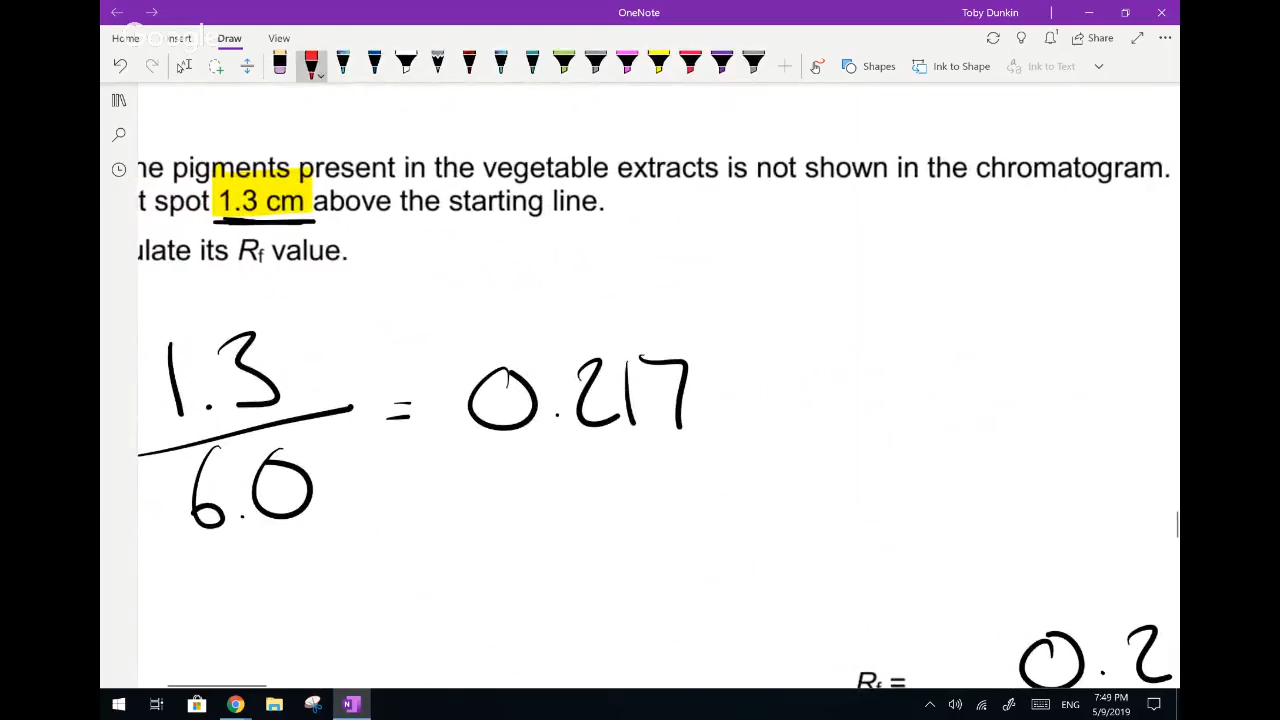 OneNote
Toby Dunkin
Google
Home Insert Draw View
Share
Shapes Ink to Shape Ink to Text
he pigments present in the vegetable extracts is not shown in the chromatogram.
t spot 1.3 cm above the starting line.
ulate its Rf value.
1.3
= 0.217
6.0
0.2
Rf =
ENG 7:49 PM
5/9/2019